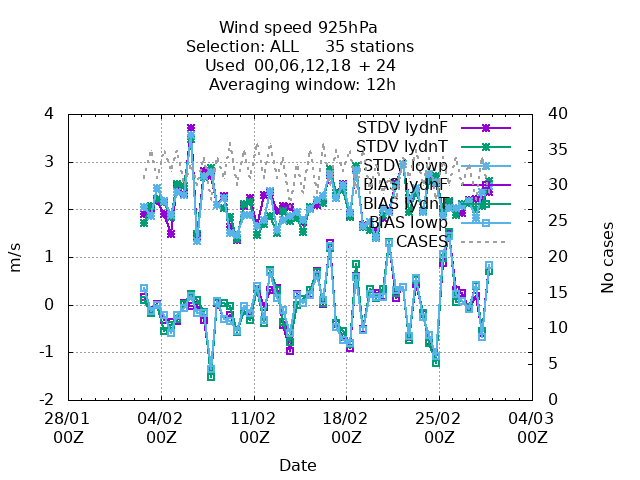 Wind speed 925hPa
Selection: ALL 35 stations
Used 00,06,12,18 + 24
Averaging window: 12h
4
3
2
1
0
-1
-2
m/s
40
35
30
25
20
15
10
5
0
No cases
STDV lydnF
STDV lydnT
STDV lowp
BIAS lydnF
BIAS lydnT
BIAS lowp
CASES
28/01 04/02 11/02 18/02 25/02 04/03
00Z 00Z 00Z 00Z 00Z 00Z
Date